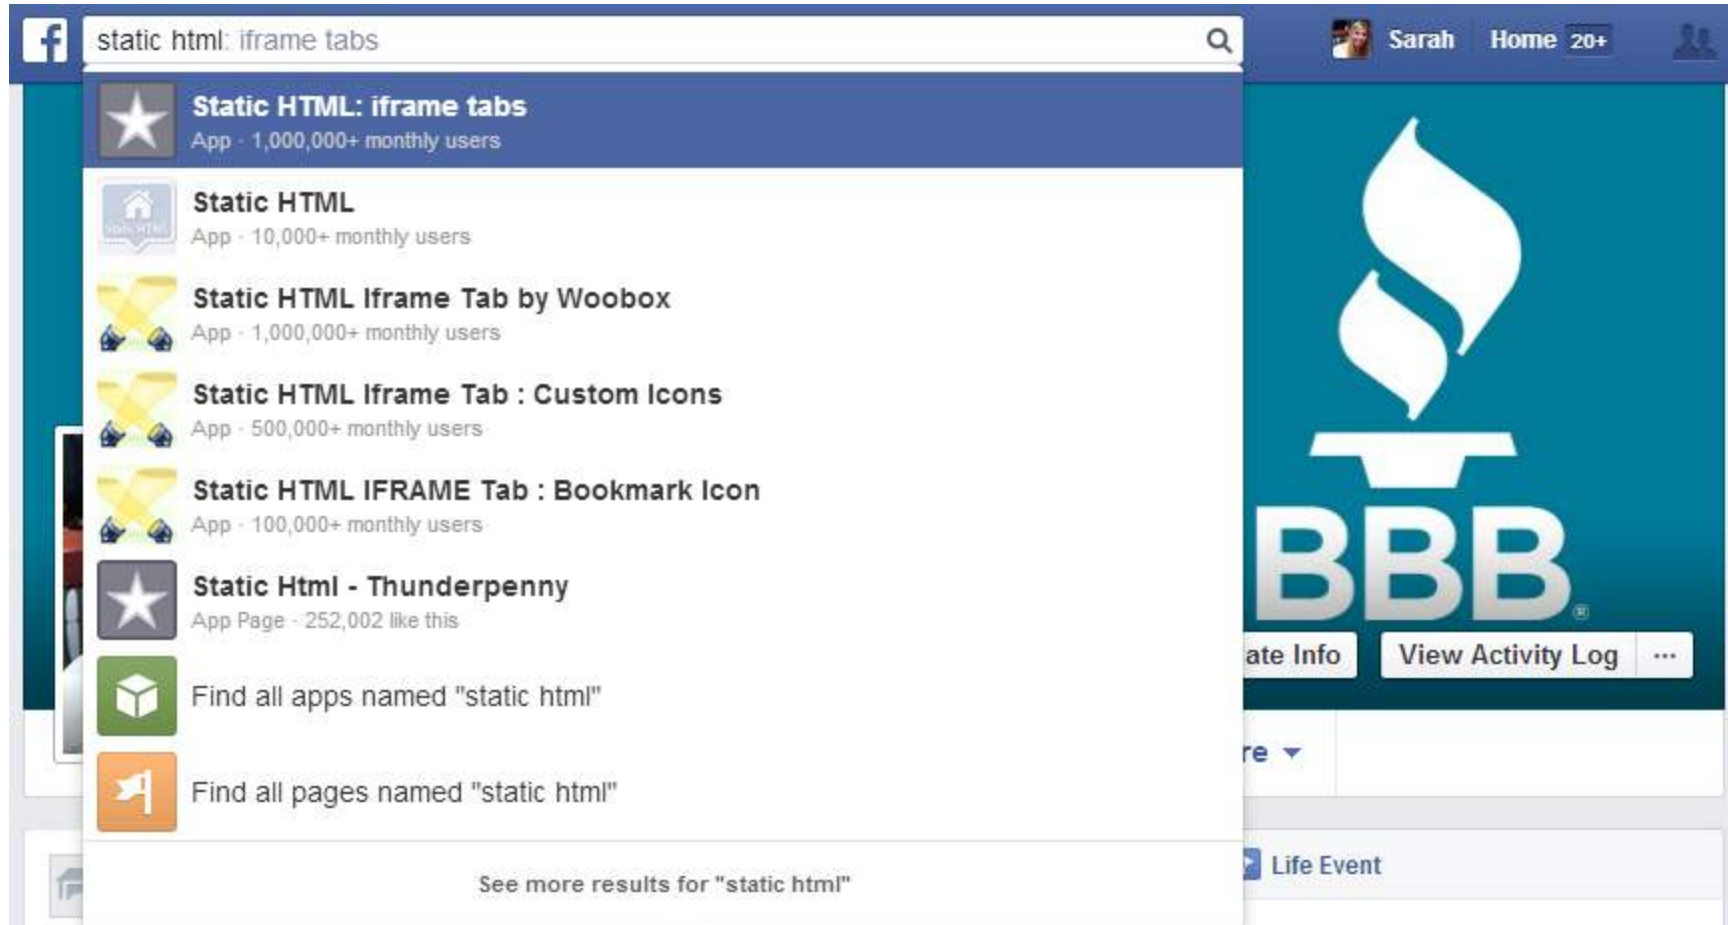 static html: iframe tabs
Sarah Home 20+
Static HTML: iframe tabs
App · 1,000,000+ monthly users
Static HTML
App · 10,000+ monthly users
Static HTML Iframe Tab by Woobox
App · 1,000,000+ monthly users
Static HTML Iframe Tab : Custom Icons
App · 500,000+ monthly users
Static HTML IFRAME Tab : Bookmark Icon
App · 100,000+ monthly users
Static Html - Thunderpenny
App Page · 252,002 like this
Find all apps named "static html"
Find all pages named "static html"
See more results for "static html"
BBB®
ate Info
View Activity Log ...
re
Life Event